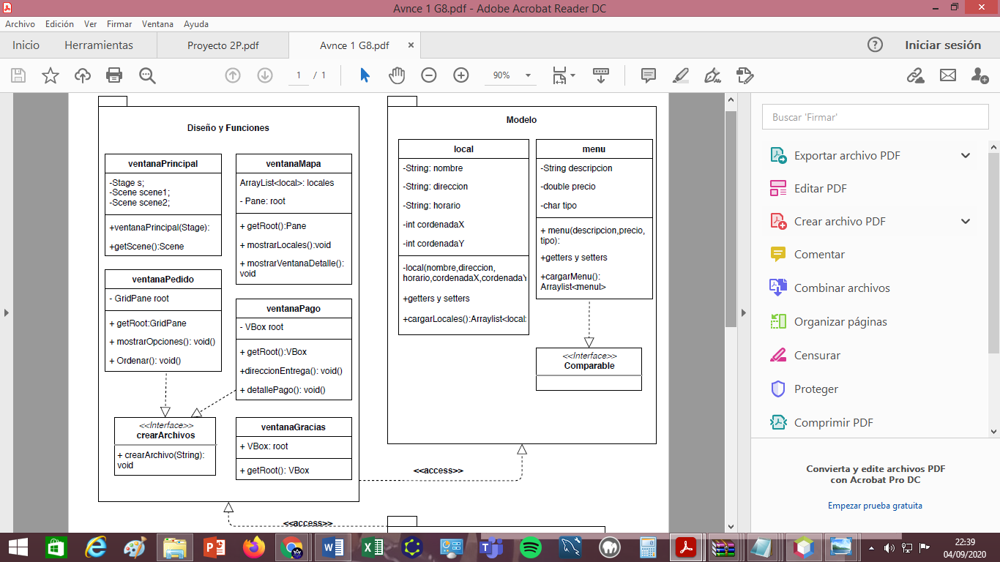 Avnce 1 G8.pdf - Adobe Acrobat Reader DC
Archivo Edición Ver Firmar Ventana Ayuda
Inicio Herramientas Proyecto 2P.pdf Avnce 1 G8.pdf × Iniciar sesión
1 / 1 90%
Diseño y Funciones
ventanaPrincipal
-Stage s;
-Scene scene1;
-Scene scene2;
+ventanaPrincipal(Stage):
+getScene():Scene
ventanaMapa
ArrayList<local>: locales
- Pane: root
+ getRoot():Pane
+ mostrarLocales():void
+ mostrarVentanaDetalle():
void
ventanaPedido
- GridPane root
+ getRoot:GridPane
+ mostrarOpciones(): void()
+ Ordenar(): void()
ventanaPago
- VBox root
+ getRoot():VBox
+direccionEntrega(): void()
+ detallePago(): void()
<<Interface>>
crearArchivos
+ crearArchivo(String):
void
ventanaGracias
+ VBox: root
+ getRoot(): VBox
Modelo
local
-String: nombre
-String: direccion
-String: horario
-int cordenadaX
-int cordenadaY
-local(nombre,direccion,
horario,cordenadaX,cordenadaY
+getters y setters
+cargarLocales():Arraylist<local:
menu
-String descripcion
-double precio
-char tipo
+ menu(descripcion,precio,
tipo):
+getters y setters
+cargarMenu():
Arraylist<menul>
<<Interface>>
Comparable
<<access>>
<<access>>
Buscar 'Firmar'
Exportar archivo PDF
Editar PDF
Crear archivo PDF
Comentar
Combinar archivos
Organizar páginas
Censurar
Proteger
Comprimir PDF
Convierta y edite archivos PDF
con Acrobat Pro DC
Empezar prueba gratuita
22:39
04/09/2020